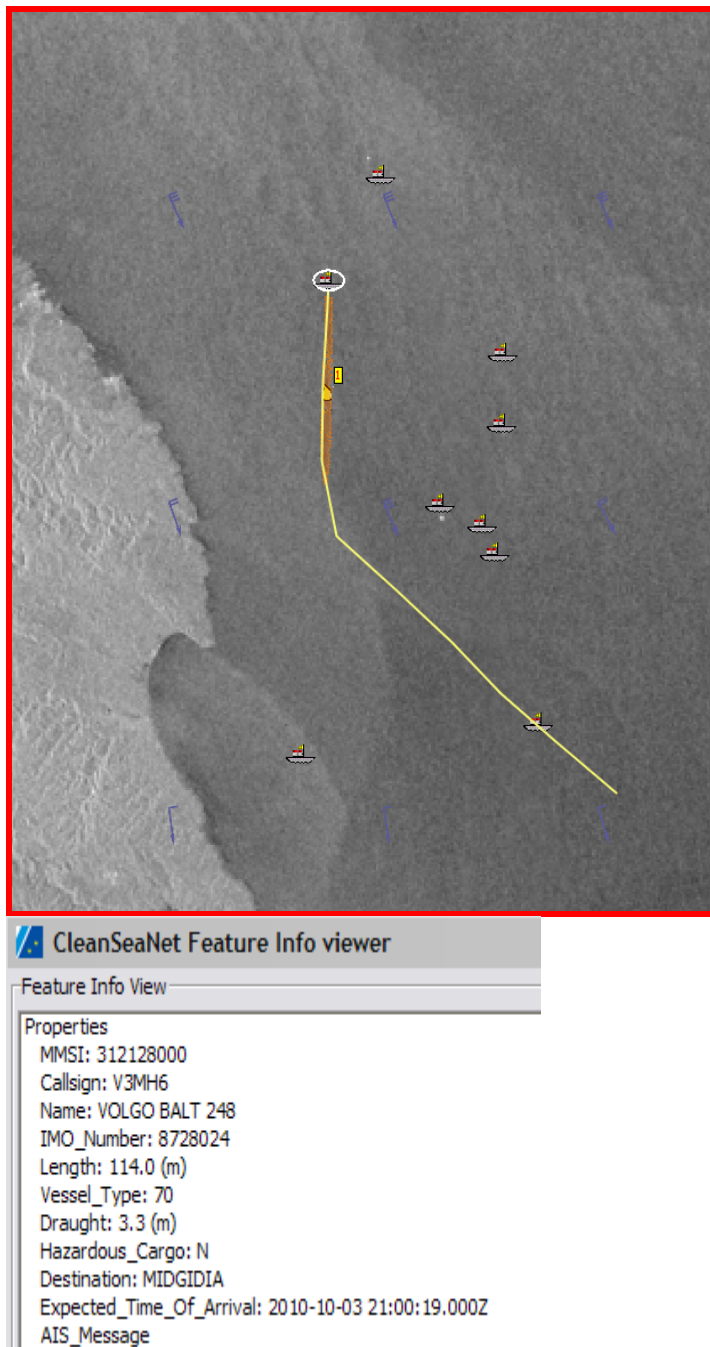 1
CleanSeaNet Feature Info viewer
Feature Info View
Properties
MMSI: 312128000
Callsign: V3MH6
Name: VOLGO BALT 248
IMO_Number: 8728024
Length: 114.0 (m)
Vessel_Type: 70
Draught: 3.3 (m)
Hazardous_Cargo: N
Destination: MIDGIDIA
Expected_Time_Of_Arrival: 2010-10-03 21:00:19.000Z
AIS_Message